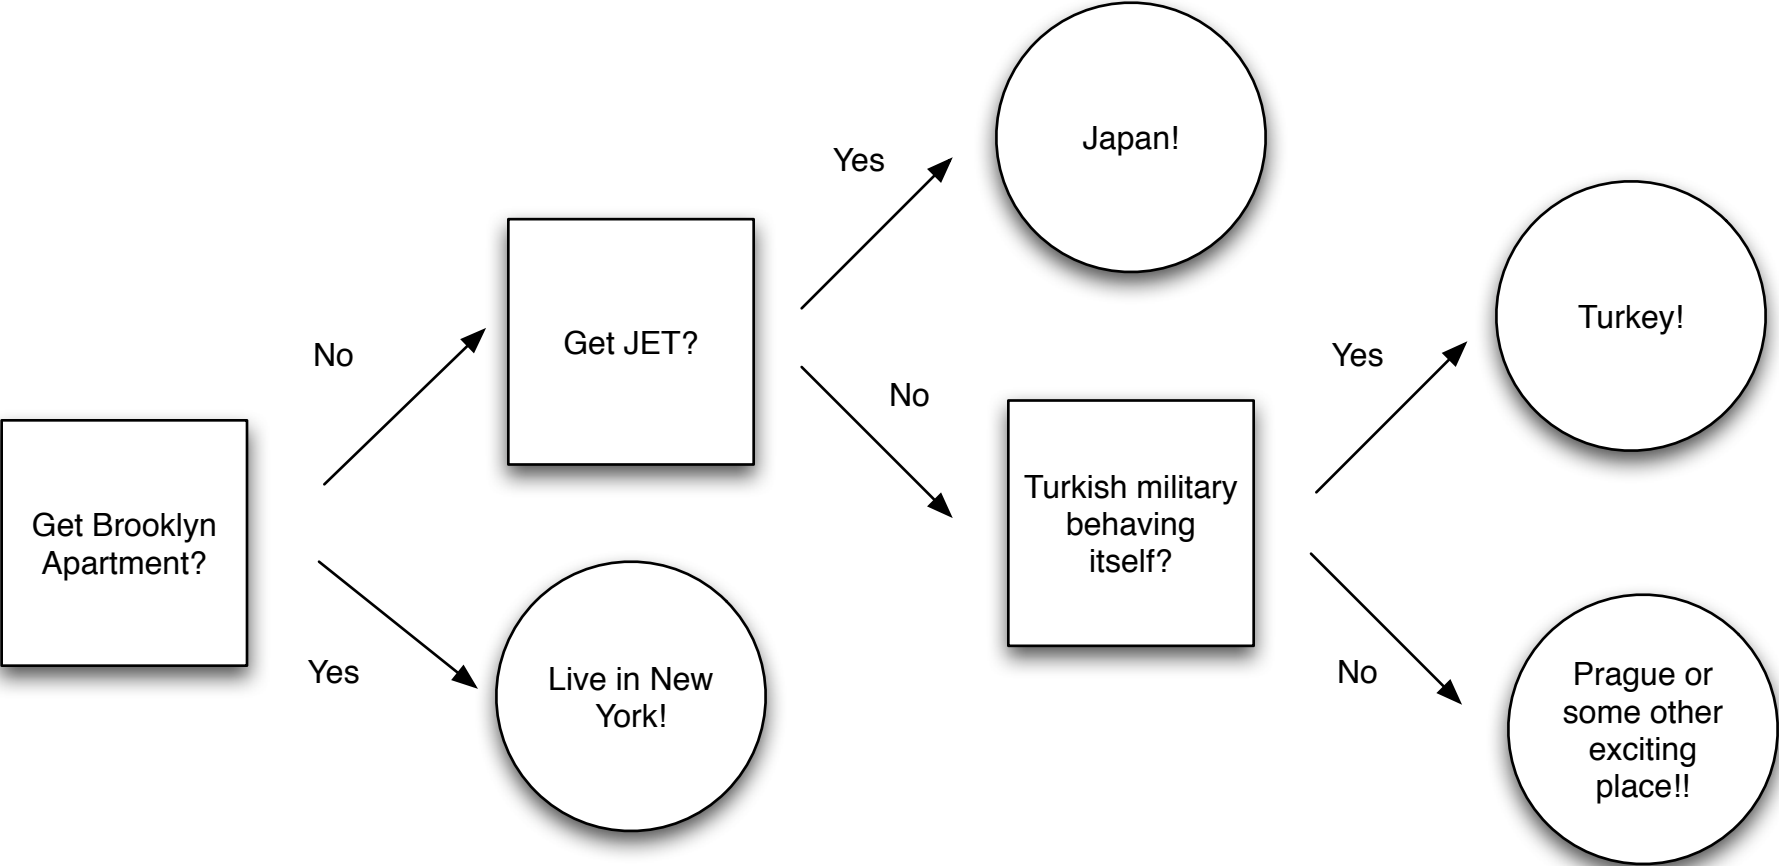 Get Brooklyn
Apartment?
No
Yes
Get JET?
Live in New
York!
Yes
No
Japan!
Turkish military
behaving
itself?
Yes
No
Turkey!
Prague or
some other
exciting
place!!